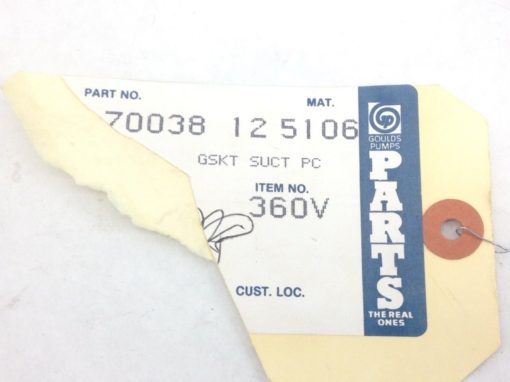 PART NO.
MAT.
70038 12 5106
GSKT SUCT PC
ITEM NO.
360V
CUST. LOC.
GOULDS
PUMPS
PARTS
THE REAL
ONES